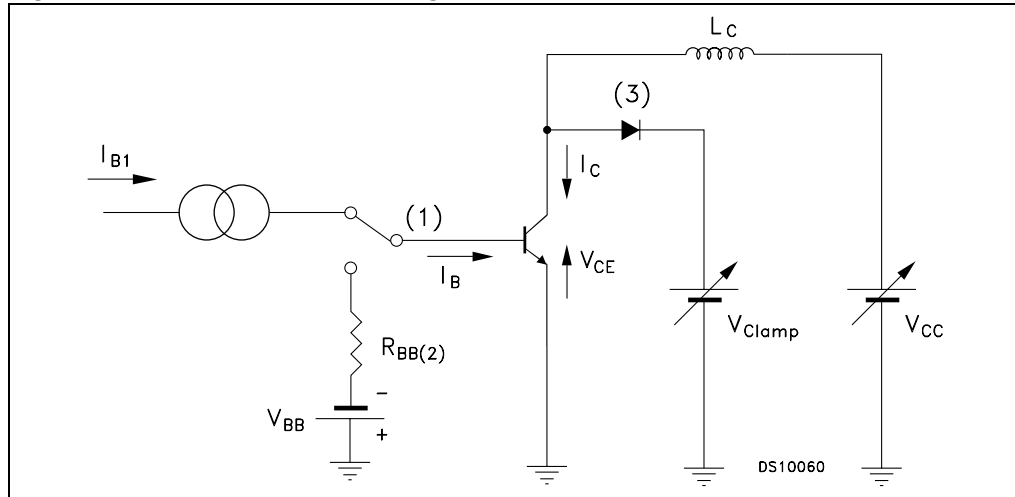 L_C
(3)
I_B1
I_C
(1)
I_B
V_CE
R_BB(2)
V_Clamp
V_CC
-
V_BB
+
DS10060